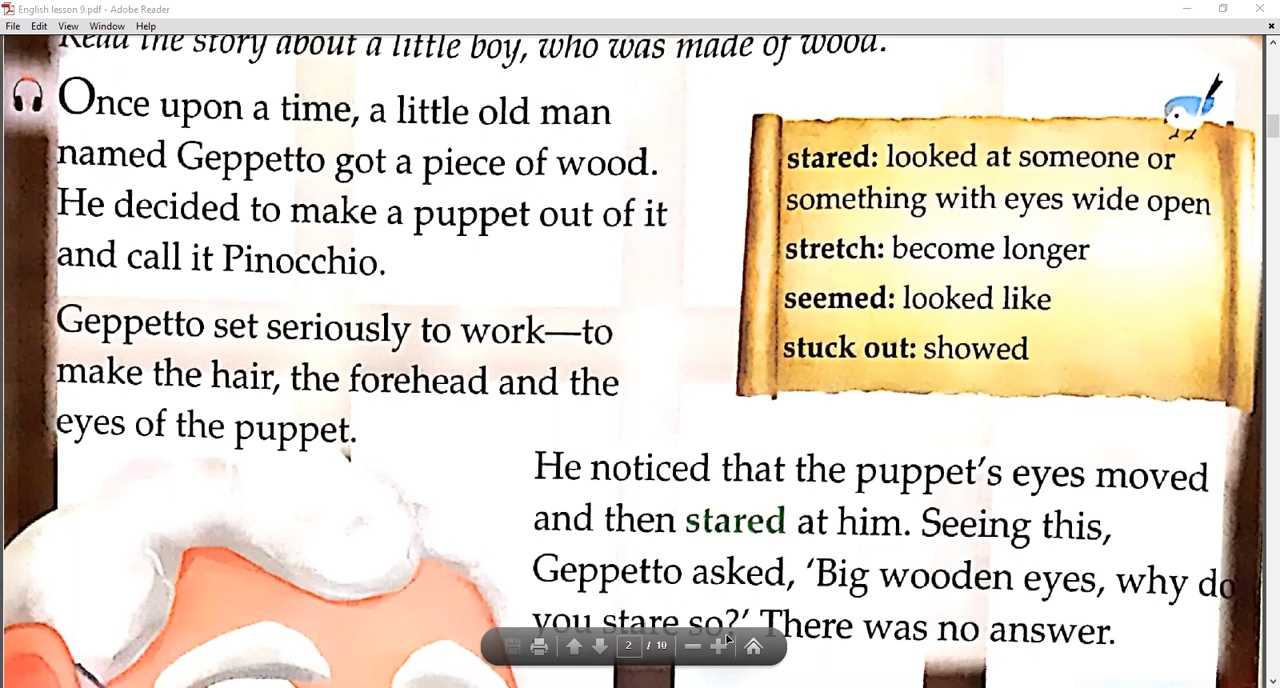 English lesson 9.pdf - Adobe Reader
File Edit View Window Help
Read the story about a little boy, who was made of wood.
Once upon a time, a little old man
named Geppetto got a piece of wood.
He decided to make a puppet out of it
and call it Pinocchio.
Geppetto set seriously to work—to
make the hair, the forehead and the
eyes of the puppet.
stared: looked at someone or
something with eyes wide open
stretch: become longer
seemed: looked like
stuck out: showed
He noticed that the puppet's eyes moved
and then stared at him. Seeing this,
Geppetto asked, 'Big wooden eyes, why do
you stare so?' There was no answer.
2 / 10